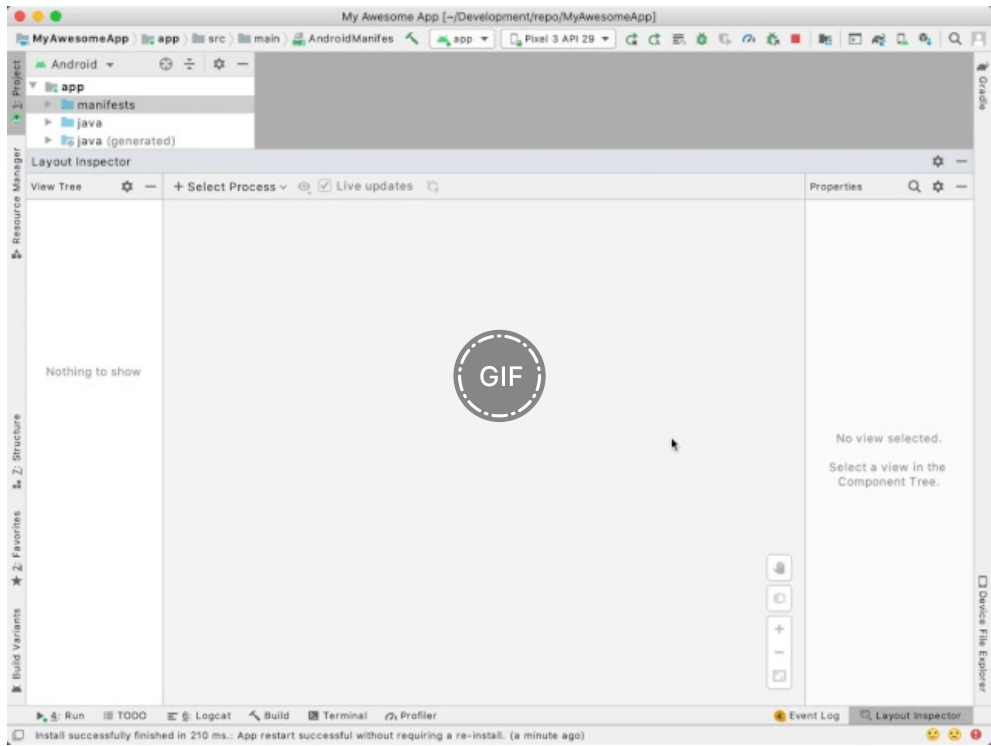 My Awesome App [~/Development/repo/MyAwesomeApp]
MyAwesomeApp app src main AndroidManifes app Pixel 3 API 29
Android
app
manifests
java
java (generated)
1: Project
Resource Manager
Z: Structure
2: Favorites
Build Variants
Gradle
Device File Explorer
Layout Inspector
View Tree
+ Select Process Live updates
Properties
Nothing to show
GIF
No view selected.
Select a view in the
Component Tree.
4: Run TODO 6: Logcat Build Terminal Profiler Event Log Layout Inspector
Install successfully finished in 210 ms.: App restart successful without requiring a re-install. (a minute ago)